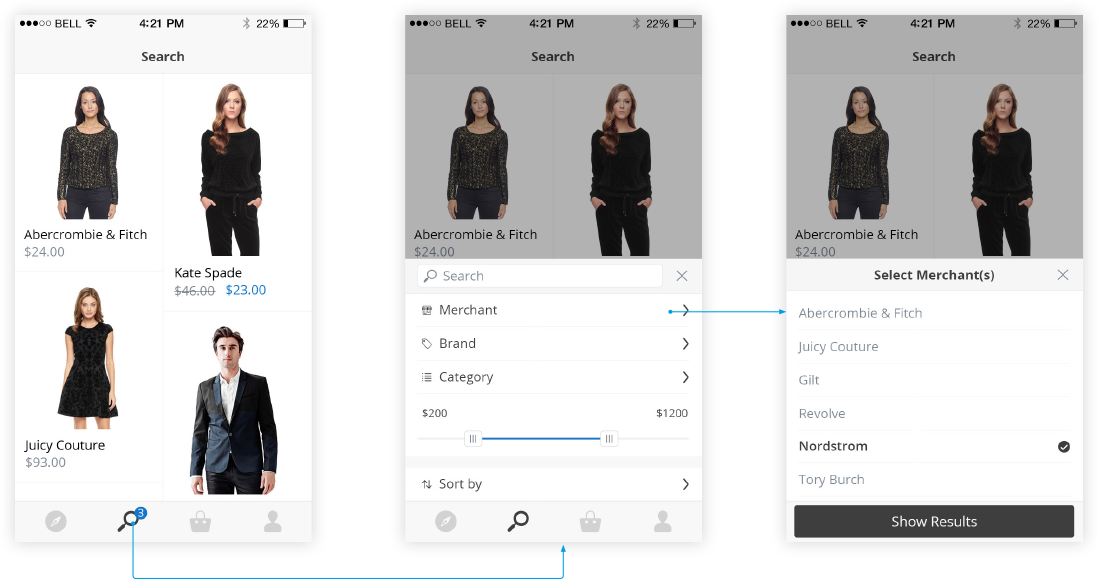 BELL 4:21 PM 22%
Search
Abercrombie & Fitch
$24.00
Kate Spade
$46.00 $23.00
Juicy Couture
$93.00
3
BELL 4:21 PM 22%
Search
Abercrombie & Fitch
$24.00
Search
Merchant
Brand
Category
$200 $1200
Sort by
BELL 4:21 PM 22%
Search
Abercrombie & Fitch
$24.00
Select Merchant(s)
Abercrombie & Fitch
Juicy Couture
Gilt
Revolve
Nordstrom
Tory Burch
Show Results